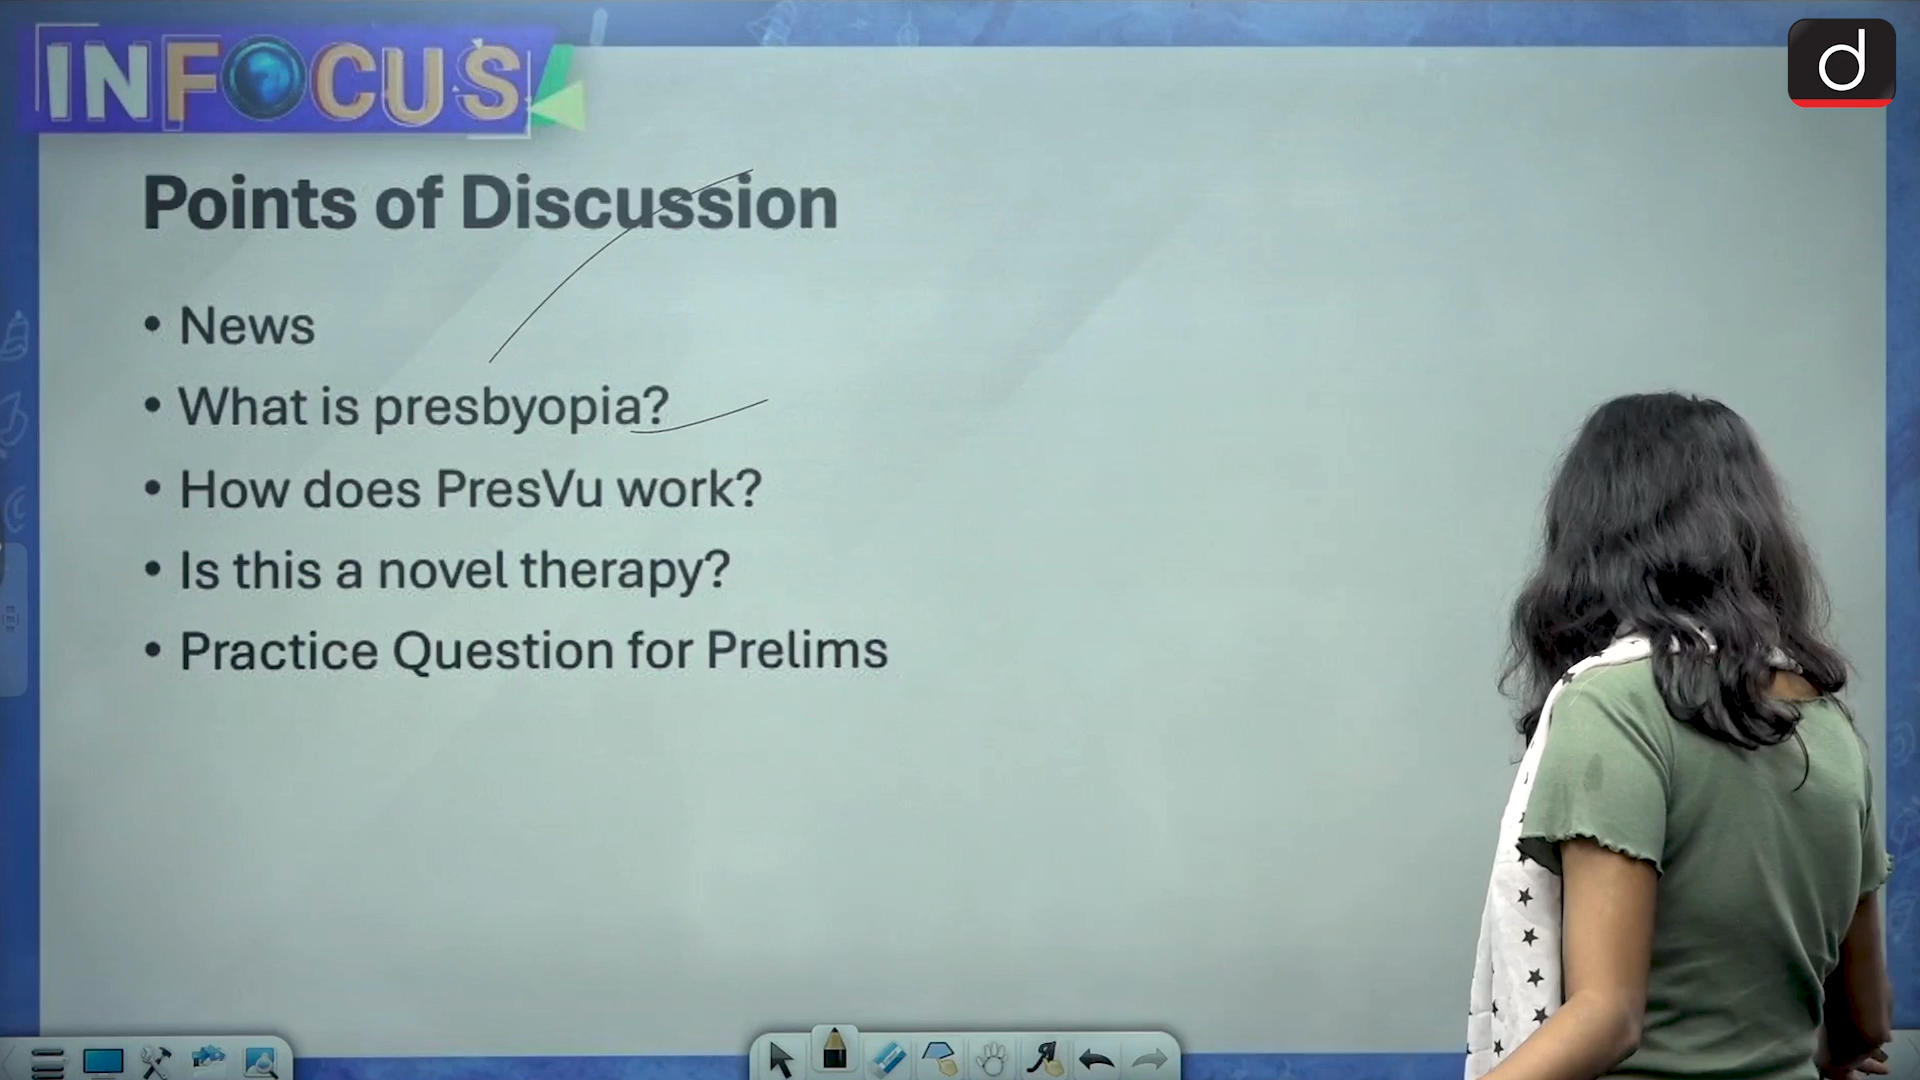 INFOCUS
d
Points of Discussion
• News
• What is presbyopia?
• How does PresVu work?
• Is this a novel therapy?
• Practice Question for Prelims